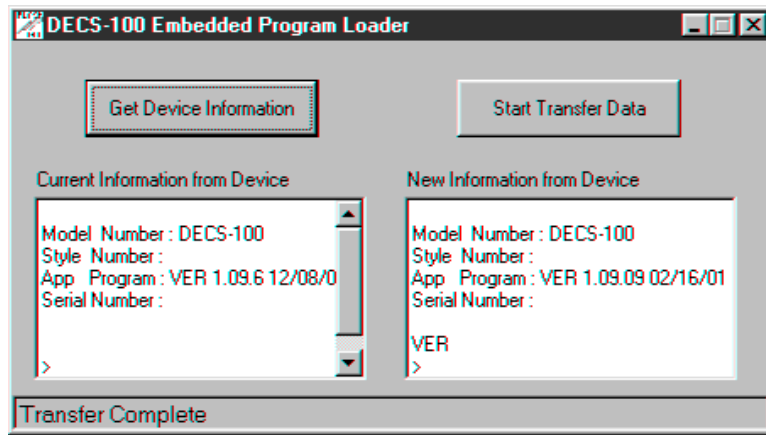 DECS-100 Embedded Program Loader
Get Device Information
Start Transfer Data
Current Information from Device
Model Number : DECS-100
Style Number :
App Program : VER 1.09.6 12/08/0
Serial Number :
>
New Information from Device
Model Number : DECS-100
Style Number :
App Program : VER 1.09.09 02/16/01
Serial Number :
VER
>
Transfer Complete